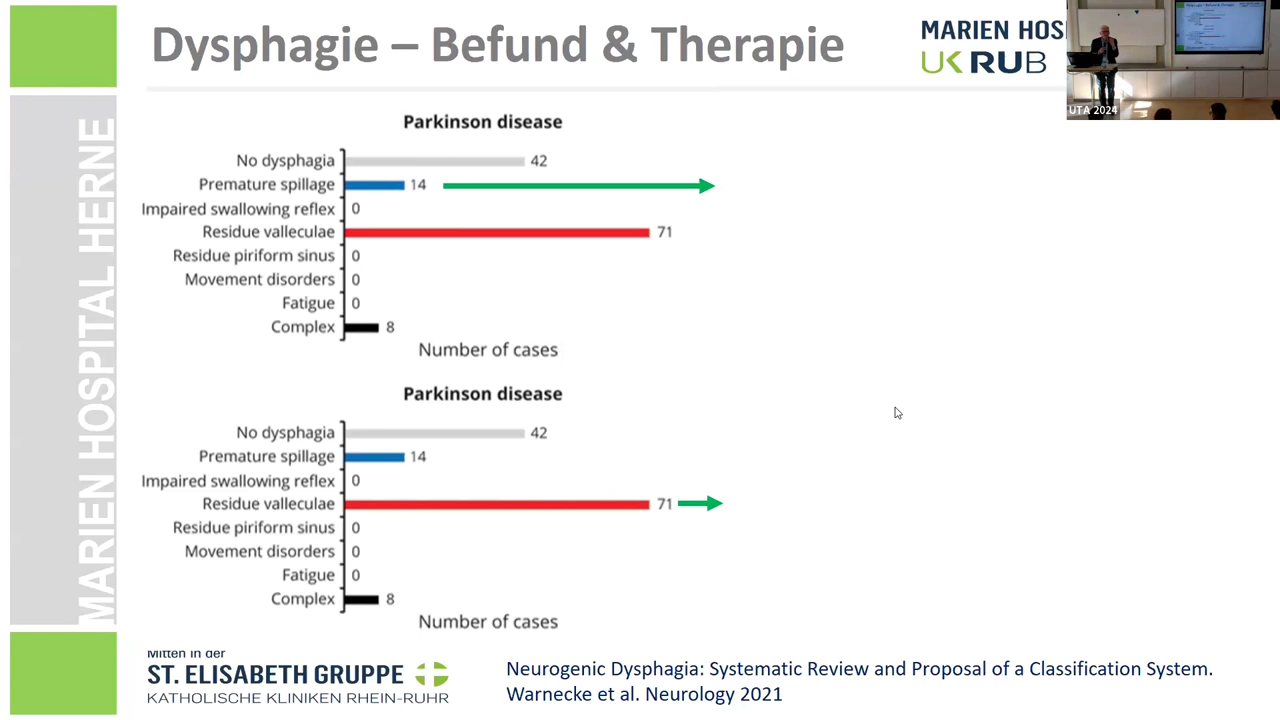 Dysphagie – Befund & Therapie
MARIEN HOS
UK RUB
UTA 2024
MARIEN HOSPITAL HERNE
Parkinson disease
No dysphagia 42
Premature spillage 14
Impaired swallowing reflex 0
Residue valleculae 71
Residue piriform sinus 0
Movement disorders 0
Fatigue 0
Complex 8
Number of cases
Parkinson disease
No dysphagia 42
Premature spillage 14
Impaired swallowing reflex 0
Residue valleculae 71
Residue piriform sinus 0
Movement disorders 0
Fatigue 0
Complex 8
Number of cases
Mitten in der
ST. ELISABETH GRUPPE
KATHOLISCHE KLINIKEN RHEIN-RUHR
Neurogenic Dysphagia: Systematic Review and Proposal of a Classification System.
Warnecke et al. Neurology 2021